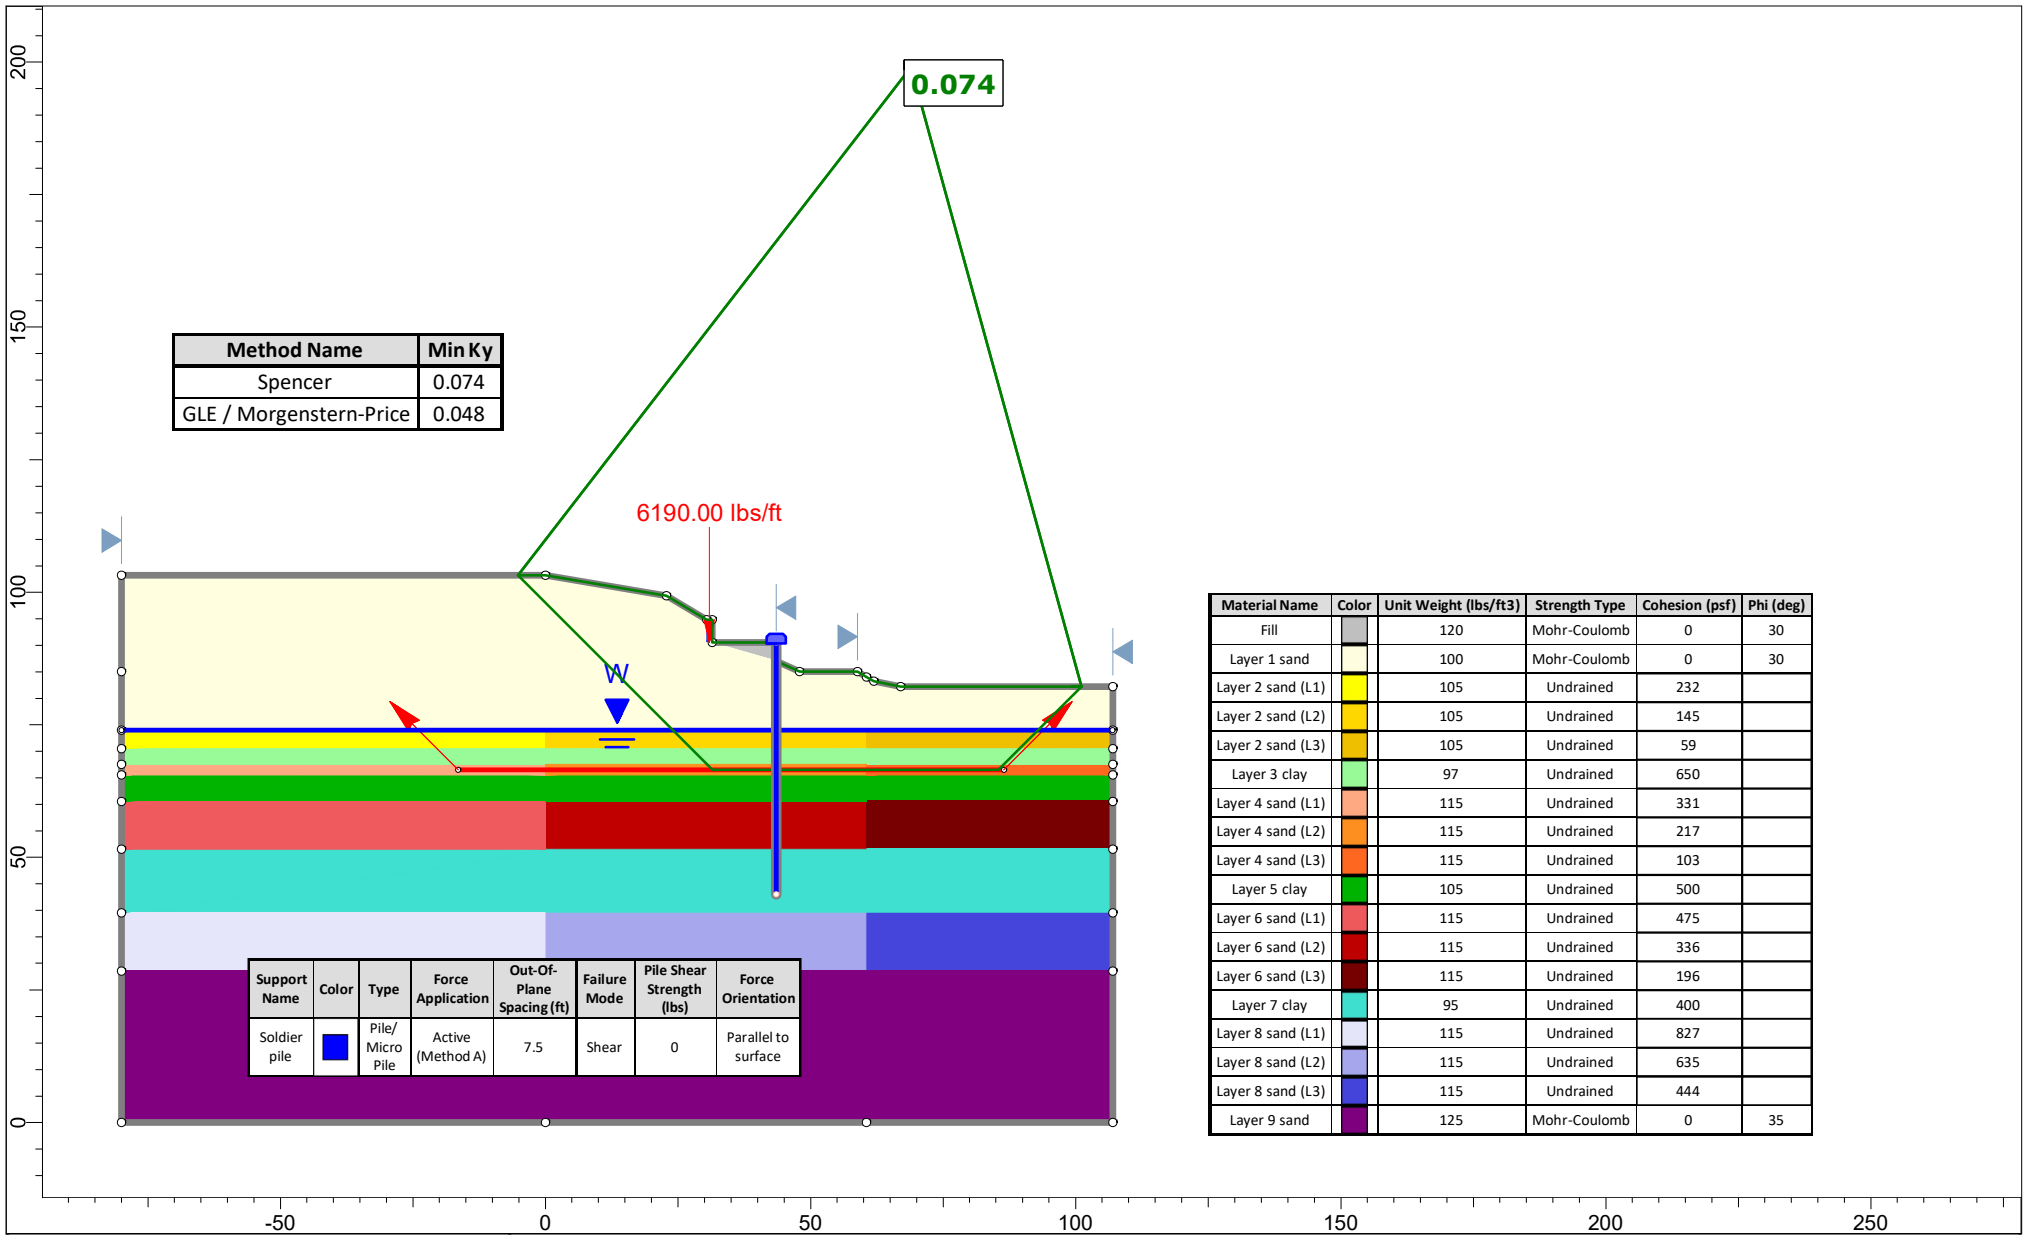 0.074
Method Name Min Ky
Spencer 0.074
GLE / Morgenstern-Price 0.048
6190.00 lbs/ft
W
Material Name Color Unit Weight (lbs/ft3) Strength Type Cohesion (psf) Phi (deg)
Fill 120 Mohr-Coulomb 0 30
Layer 1 sand 100 Mohr-Coulomb 0 30
Layer 2 sand (L1) 105 Undrained 232
Layer 2 sand (L2) 105 Undrained 145
Layer 2 sand (L3) 105 Undrained 59
Layer 3 clay 97 Undrained 650
Layer 4 sand (L1) 115 Undrained 331
Layer 4 sand (L2) 115 Undrained 217
Layer 4 sand (L3) 115 Undrained 103
Layer 5 clay 105 Undrained 500
Layer 6 sand (L1) 115 Undrained 475
Layer 6 sand (L2) 115 Undrained 336
Layer 6 sand (L3) 115 Undrained 196
Layer 7 clay 95 Undrained 400
Layer 8 sand (L1) 115 Undrained 827
Layer 8 sand (L2) 115 Undrained 635
Layer 8 sand (L3) 115 Undrained 444
Layer 9 sand 125 Mohr-Coulomb 0 35
Support Name Color Type Force Application Out-Of-Plane Spacing (ft) Failure Mode Pile Shear Strength (lbs) Force Orientation
Soldier pile Pile/ Micro Pile Active (Method A) 7.5 Shear 0 Parallel to surface
200
150
100
50
0
-50 0 50 100 150 200 250